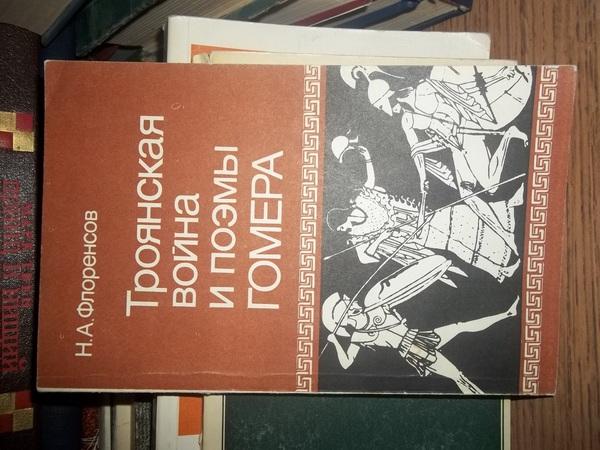 Н.А.Флоренсов
Троянская
война
и поэмы
ГОМЕРА